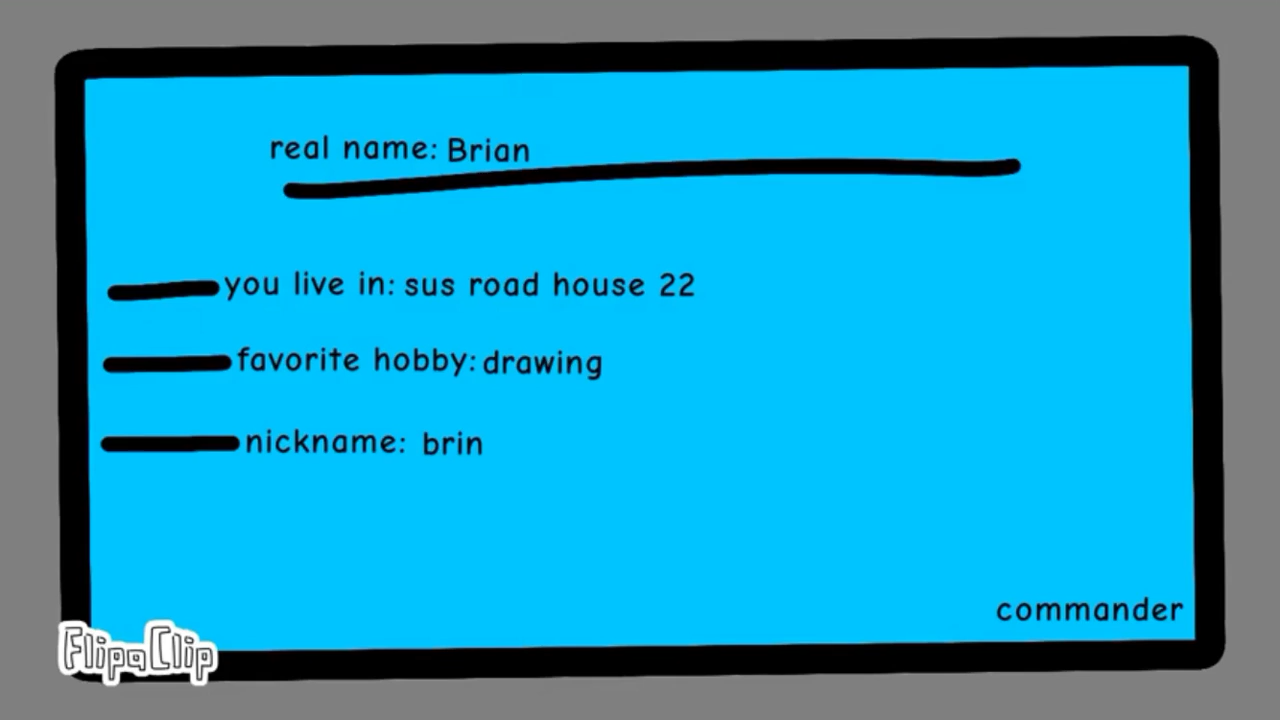 real name: Brian
you live in: sus road house 22
favorite hobby: drawing
nickname: brin
commander
FlipaClip